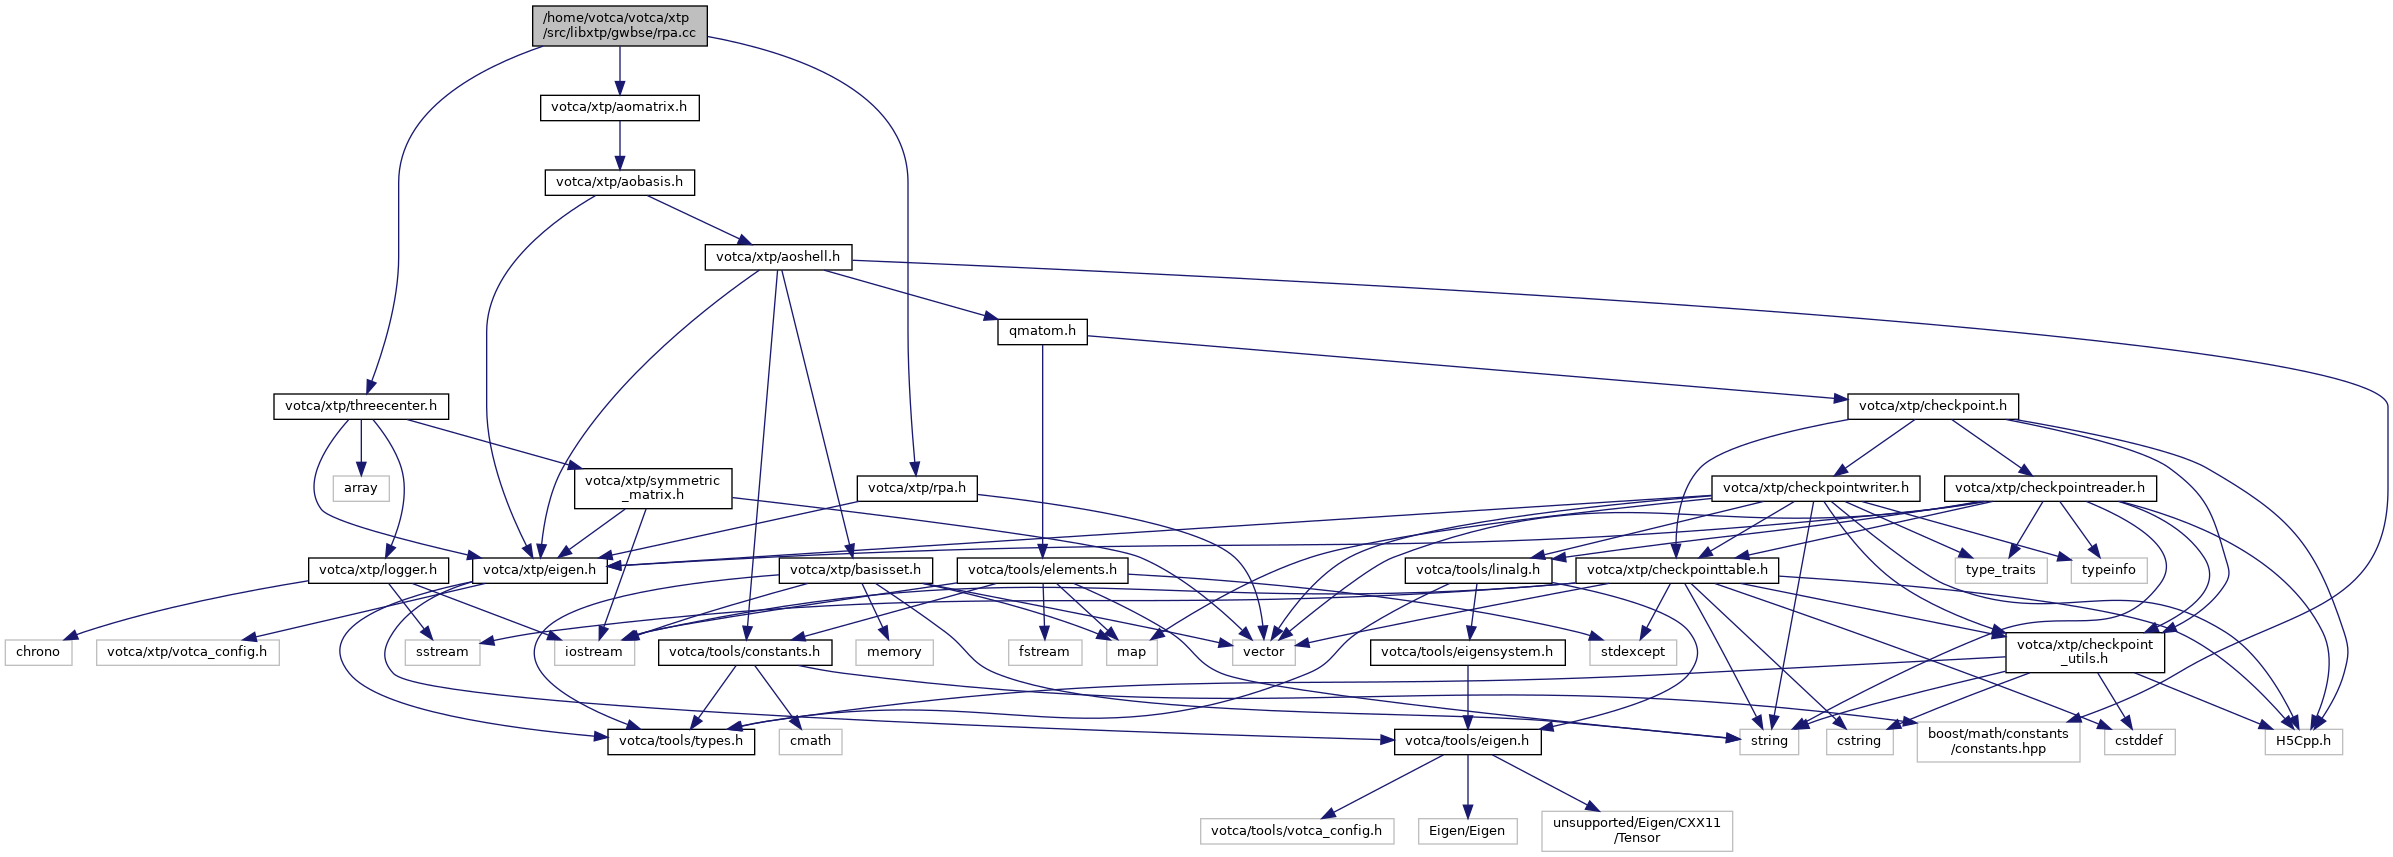 /home/votca/votca/xtp
/src/libxtp/gwbse/rpa.cc
votca/xtp/aomatrix.h
votca/xtp/aobasis.h
votca/xtp/aoshell.h
qmatom.h
votca/xtp/threecenter.h
votca/xtp/checkpoint.h
array
votca/xtp/symmetric
_matrix.h
votca/xtp/rpa.h
votca/xtp/checkpointwriter.h
votca/xtp/checkpointreader.h
votca/xtp/logger.h
votca/xtp/eigen.h
votca/xtp/basisset.h
votca/tools/elements.h
votca/tools/linalg.h
votca/xtp/checkpointtable.h
type_traits
typeinfo
chrono
votca/xtp/votca_config.h
sstream
iostream
votca/tools/constants.h
memory
fstream
map
vector
votca/tools/eigensystem.h
stdexcept
votca/xtp/checkpoint
_utils.h
votca/tools/types.h
cmath
votca/tools/eigen.h
string
cstring
boost/math/constants
/constants.hpp
cstddef
H5Cpp.h
votca/tools/votca_config.h
Eigen/Eigen
unsupported/Eigen/CXX11
/Tensor